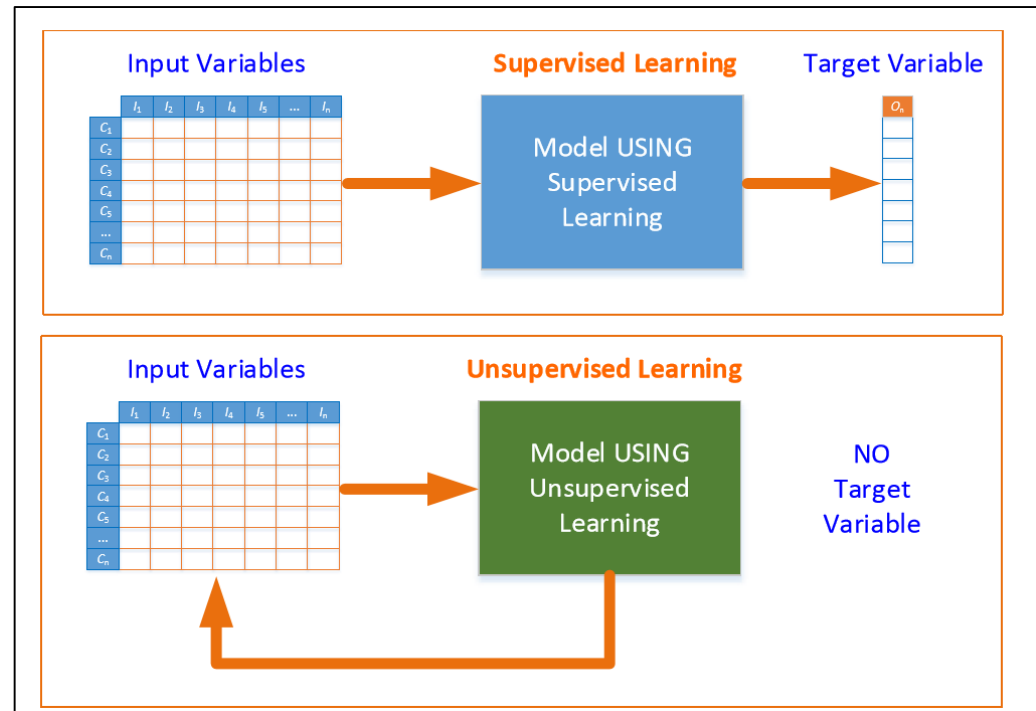 Input Variables
Supervised Learning
Target Variable
I1 I2 I3 I4 I5 ... In
C1
C2
C3
C4
C5
...
Cn
Model USING
Supervised
Learning
On
Input Variables
Unsupervised Learning
I1 I2 I3 I4 I5 ... In
C1
C2
C3
C4
C5
...
Cn
Model USING
Unsupervised
Learning
NO
Target
Variable